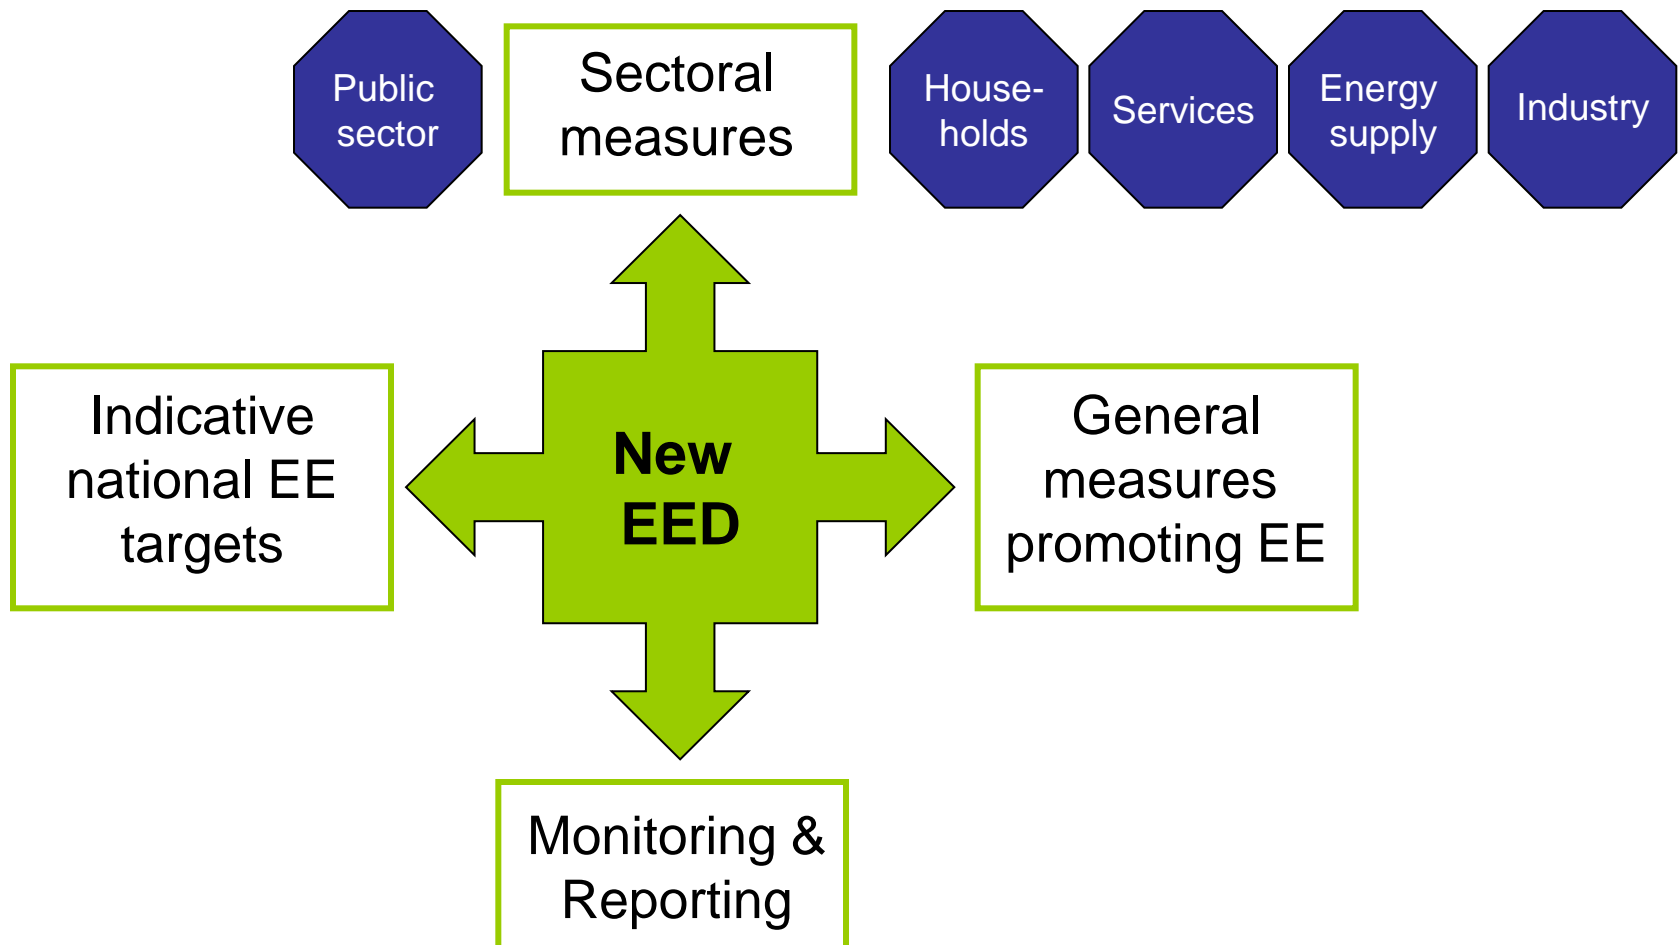 Public
sector
Sectoral
measures
House-
holds
Services
Energy
supply
Industry
Indicative
national EE
targets
New
EED
General
measures
promoting EE
Monitoring &
Reporting